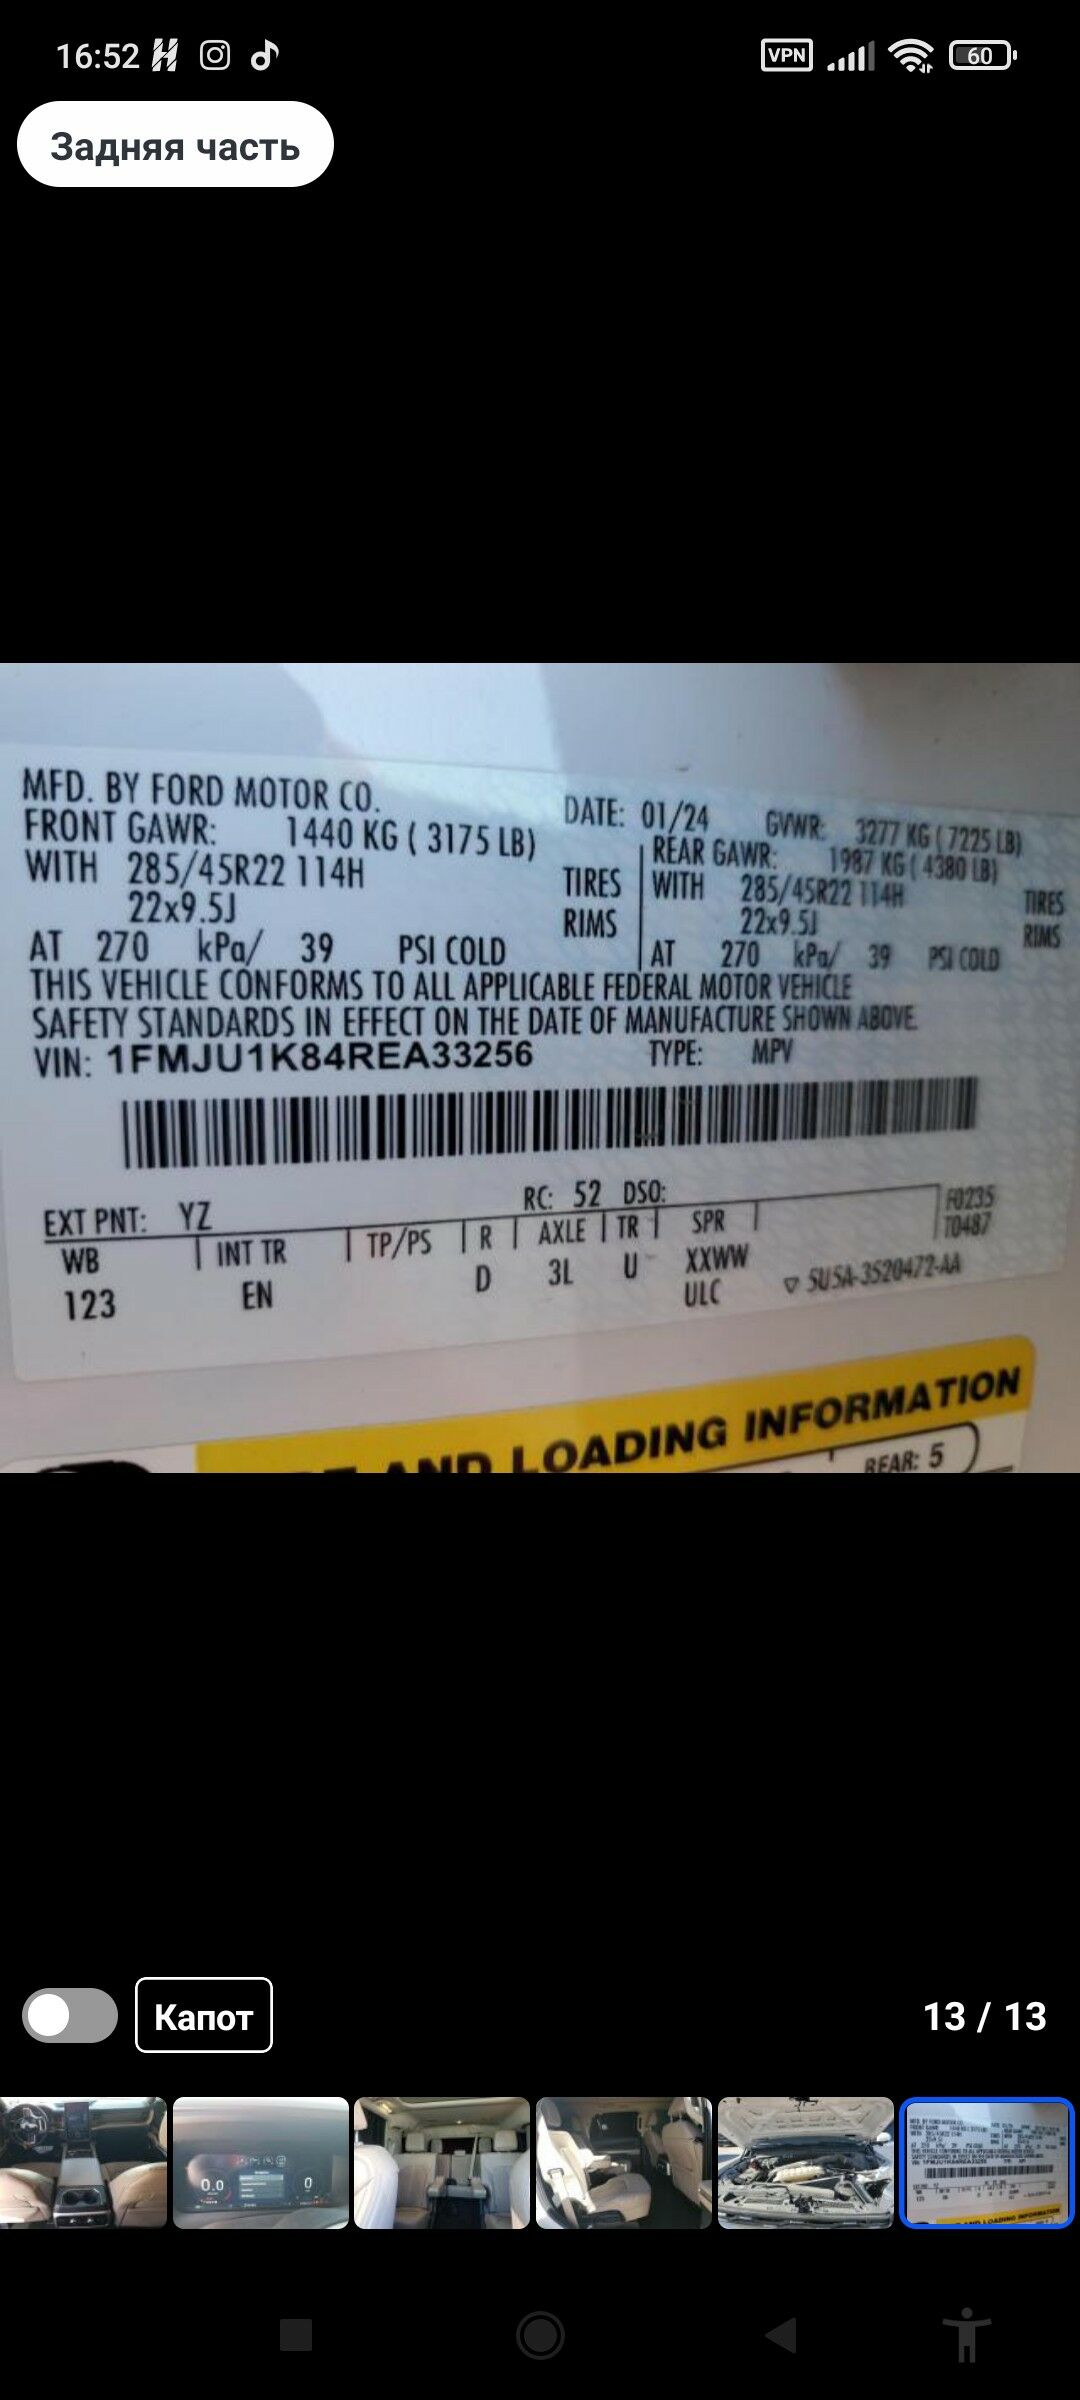 16:52
VPN
60
Задняя часть
MFD. BY FORD MOTOR CO.
DATE: 01/24 GVWR: 3277 KG ( 7225 LB)
FRONT GAWR: 1440 KG ( 3175 LB)
REAR GAWR: 1987 KG ( 4380 LB)
WITH 285/45R22 114H TIRES
WITH 285/45R22 114H TIRES
22x9.5J RIMS
22x9.5J RIMS
AT 270 kPa/ 39 PSI COLD
AT 270 kPa/ 39 PSI COLD
THIS VEHICLE CONFORMS TO ALL APPLICABLE FEDERAL MOTOR VEHICLE
SAFETY STANDARDS IN EFFECT ON THE DATE OF MANUFACTURE SHOWN ABOVE.
VIN: 1FMJU1K84REA33256 TYPE: MPV
EXT PNT: YZ RC: 52 DSO: F0235
WB INT TR TP/PS R AXLE TR SPR T0487
123 EN D 3L U XXWW
ULC ▽ 5U5A-3520472-AA
AND LOADING INFORMATION
REAR: 5
Капот
13 / 13